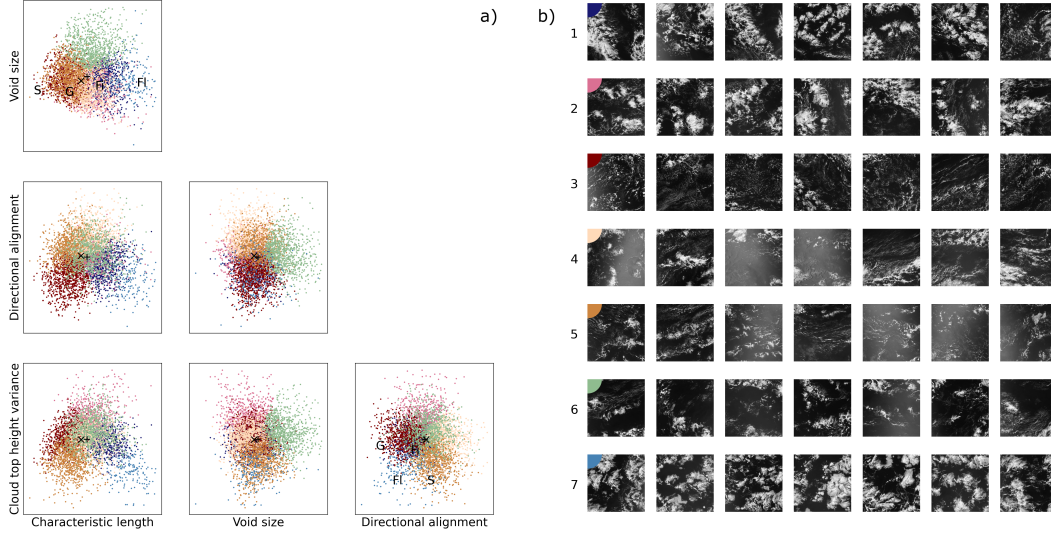 a)
b)
Void size
S
G
Fi
Fl
×
+
1
2
3
Directional alignment
×
+
×
+
4
5
6
7
Cloud top height variance
×
+
×
+
G
Fi
Fl
S
×
+
Characteristic length
Void size
Directional alignment